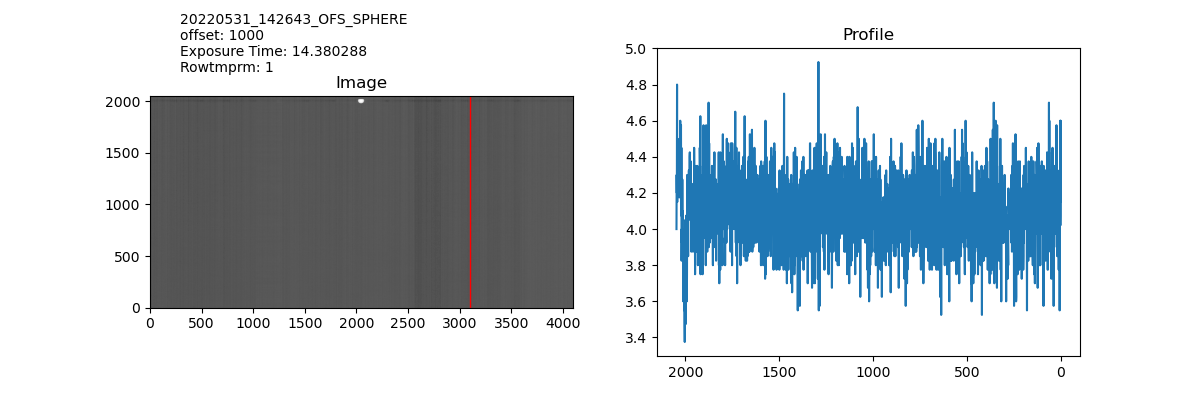 20220531_142643_OFS_SPHERE
offset: 1000
Exposure Time: 14.380288
Rowtmprm: 1
Image
2000
1500
1000
500
0
0 500 1000 1500 2000 2500 3000 3500 4000
Profile
5.0
4.8
4.6
4.4
4.2
4.0
3.8
3.6
3.4
2000 1500 1000 500 0